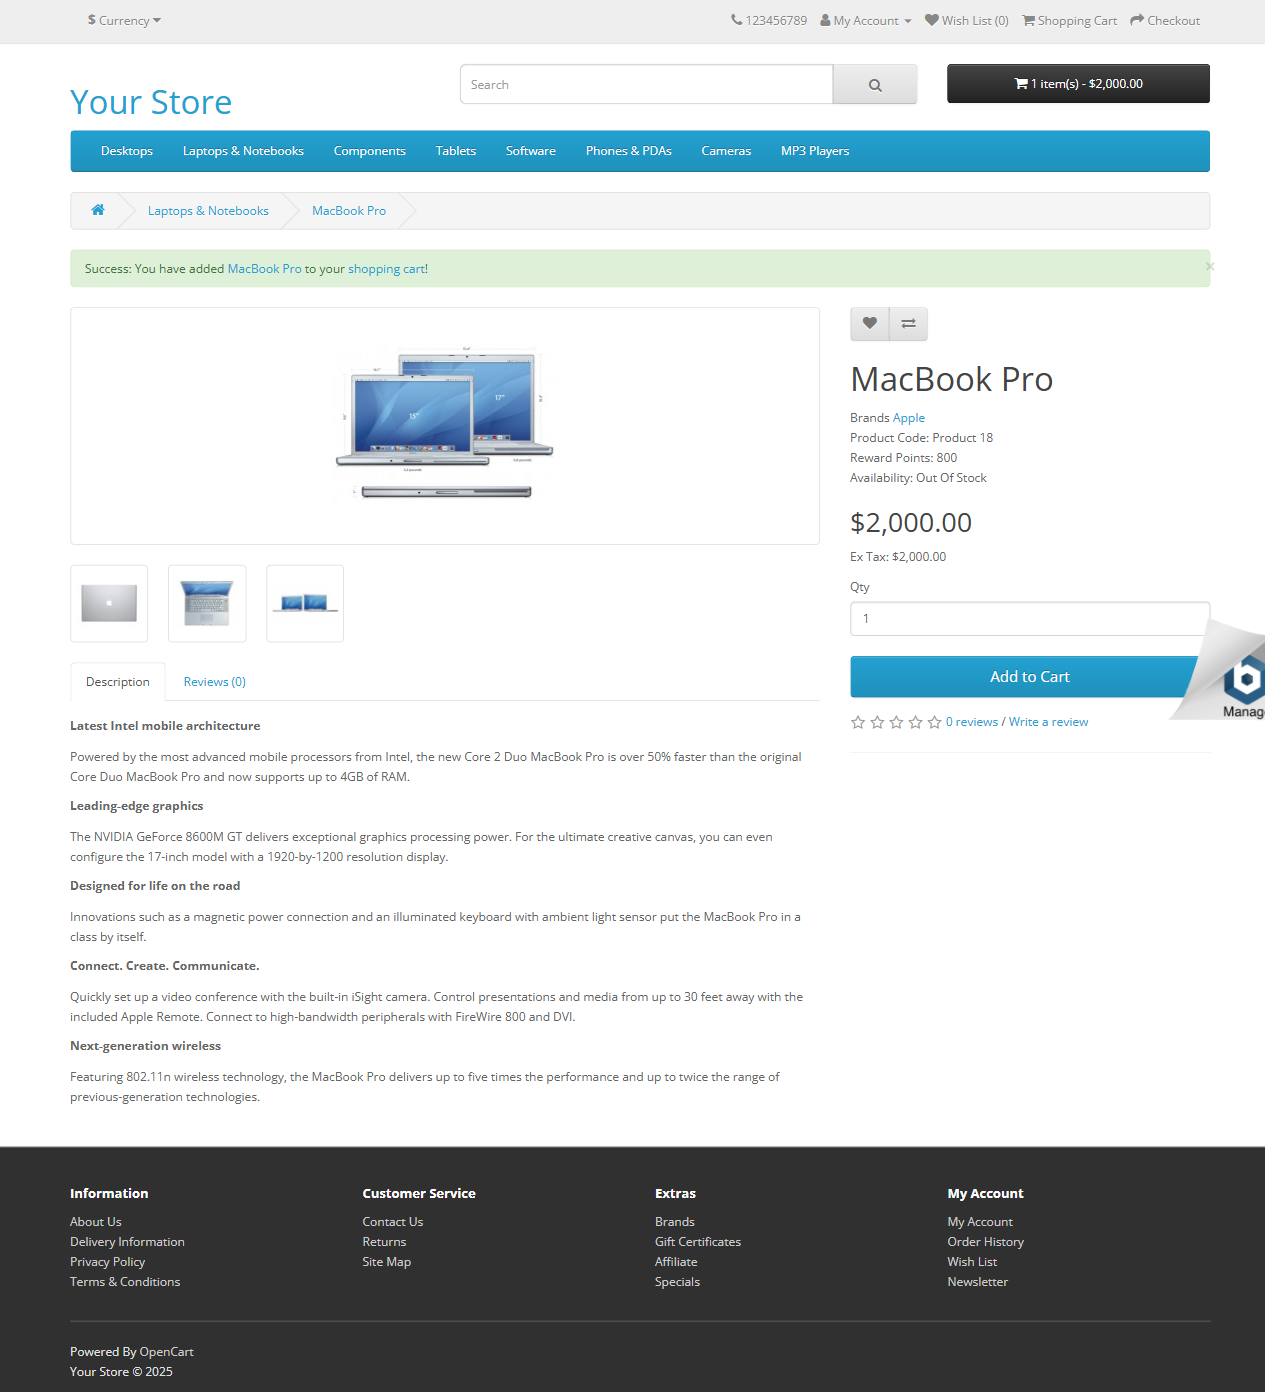 $ Currency
123456789 My Account Wish List (0) Shopping Cart Checkout
Your Store
Search
1 item(s) - $2,000.00
Desktops Laptops & Notebooks Components Tablets Software Phones & PDAs Cameras MP3 Players
Laptops & Notebooks MacBook Pro
Success: You have added MacBook Pro to your shopping cart!
×
15"
17"
MacBook Pro
Brands Apple
Product Code: Product 18
Reward Points: 800
Availability: Out Of Stock
$2,000.00
Ex Tax: $2,000.00
Qty
1
Add to Cart
0 reviews / Write a review
Manag
Description Reviews (0)
Latest Intel mobile architecture
Powered by the most advanced mobile processors from Intel, the new Core 2 Duo MacBook Pro is over 50% faster than the original
Core Duo MacBook Pro and now supports up to 4GB of RAM.
Leading-edge graphics
The NVIDIA GeForce 8600M GT delivers exceptional graphics processing power. For the ultimate creative canvas, you can even
configure the 17-inch model with a 1920-by-1200 resolution display.
Designed for life on the road
Innovations such as a magnetic power connection and an illuminated keyboard with ambient light sensor put the MacBook Pro in a
class by itself.
Connect. Create. Communicate.
Quickly set up a video conference with the built-in iSight camera. Control presentations and media from up to 30 feet away with the
included Apple Remote. Connect to high-bandwidth peripherals with FireWire 800 and DVI.
Next-generation wireless
Featuring 802.11n wireless technology, the MacBook Pro delivers up to five times the performance and up to twice the range of
previous-generation technologies.
Information
About Us
Delivery Information
Privacy Policy
Terms & Conditions
Customer Service
Contact Us
Returns
Site Map
Extras
Brands
Gift Certificates
Affiliate
Specials
My Account
My Account
Order History
Wish List
Newsletter
Powered By OpenCart
Your Store © 2025